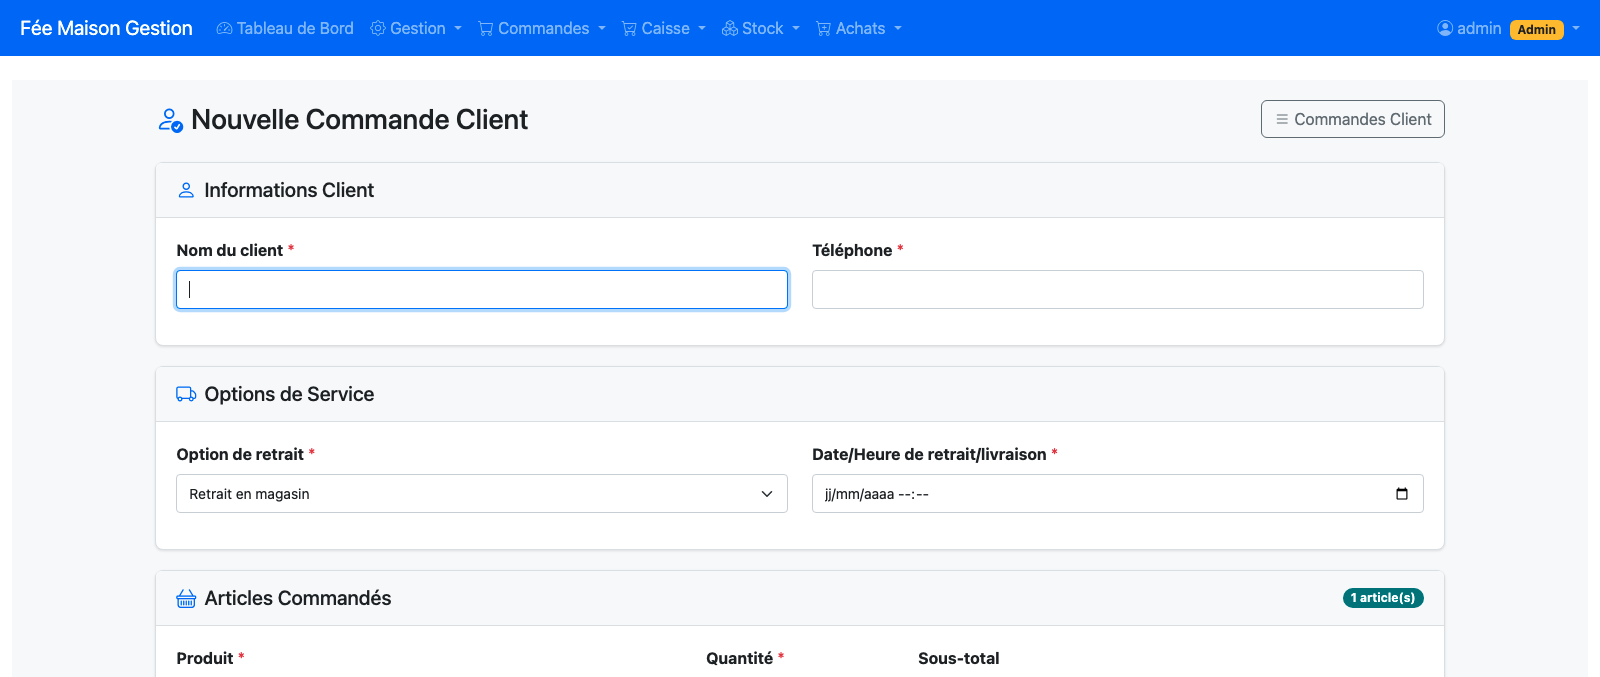 Fée Maison Gestion Tableau de Bord Gestion Commandes Caisse Stock Achats admin Admin
Nouvelle Commande Client Commandes Client
Informations Client
Nom du client * Téléphone *
Options de Service
Option de retrait * Date/Heure de retrait/livraison *
Retrait en magasin jj/mm/aaaa --:--
Articles Commandés 1 article(s)
Produit * Quantité * Sous-total